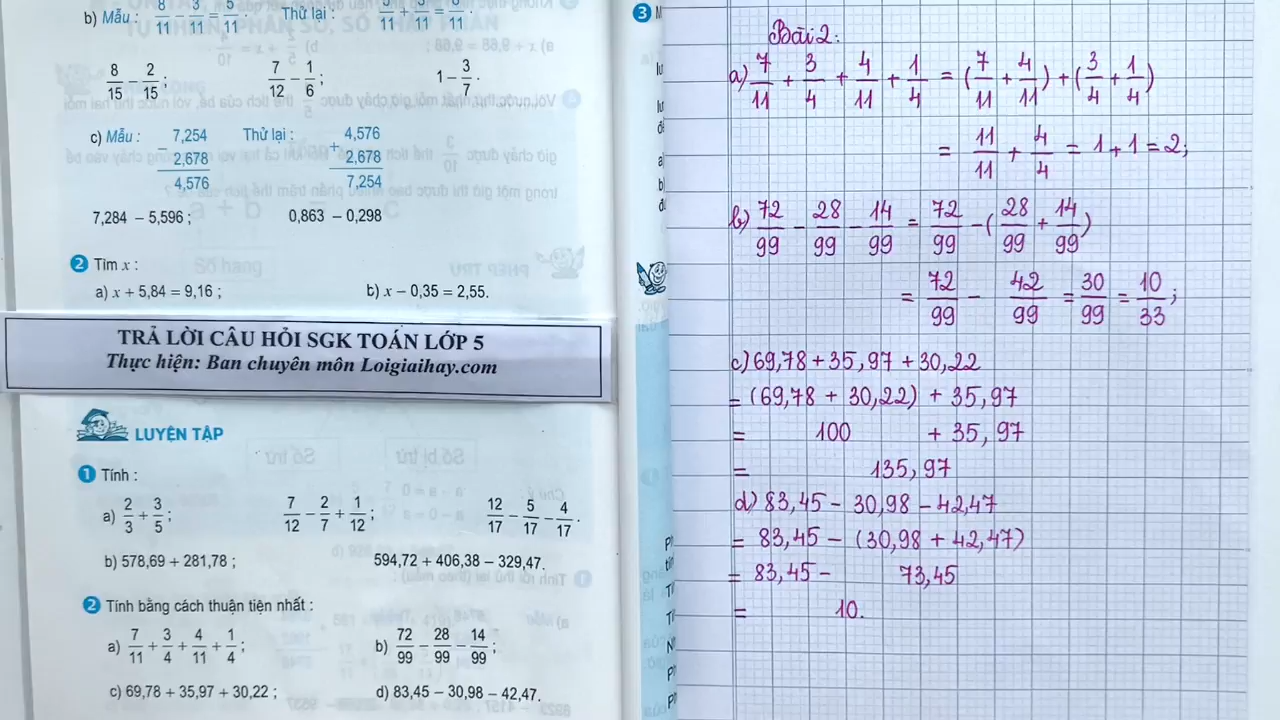 b) Mẫu : 8/11 − 3/11 = 5/11 . Thử lại : 5/11 + 3/11 = 8/11 .
8/15 − 2/15 ; 7/12 − 1/6 ; 1 − 3/7 .
c) Mẫu : 7,254 Thử lại : 4,576
− 2,678 + 2,678
4,576 7,254
7,284 − 5,596 ; 0,863 − 0,298
2 Tìm x :
a) x + 5,84 = 9,16 ; b) x − 0,35 = 2,55.
TRẢ LỜI CÂU HỎI SGK TOÁN LỚP 5
Thực hiện: Ban chuyên môn Loigiaihay.com
LUYỆN TẬP
1 Tính :
a) 2/3 + 3/5 ; 7/12 − 2/7 + 1/12 ; 12/17 − 5/17 − 4/17 .
b) 578,69 + 281,78 ; 594,72 + 406,38 − 329,47.
2 Tính bằng cách thuận tiện nhất :
a) 7/11 + 3/4 + 4/11 + 1/4 ; b) 72/99 − 28/99 − 14/99 ;
c) 69,78 + 35,97 + 30,22 ; d) 83,45 − 30,98 − 42,47.
3
Bài 2:
a) 7/11 + 3/4 + 4/11 + 1/4 = (7/11 + 4/11) + (3/4 + 1/4)
= 11/11 + 4/4 = 1 + 1 = 2;
b) 72/99 − 28/99 − 14/99 = 72/99 − (28/99 + 14/99)
= 72/99 − 42/99 = 30/99 = 10/33 ;
c) 69,78 + 35,97 + 30,22
= (69,78 + 30,22) + 35,97
= 100 + 35,97
= 135,97
d) 83,45 − 30,98 − 42,47
= 83,45 − (30,98 + 42,47)
= 83,45 − 73,45
= 10.